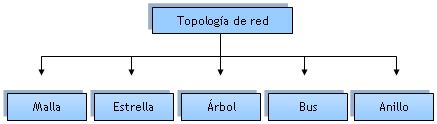 Topología de red
Malla
Estrella
Árbol
Bus
Anillo